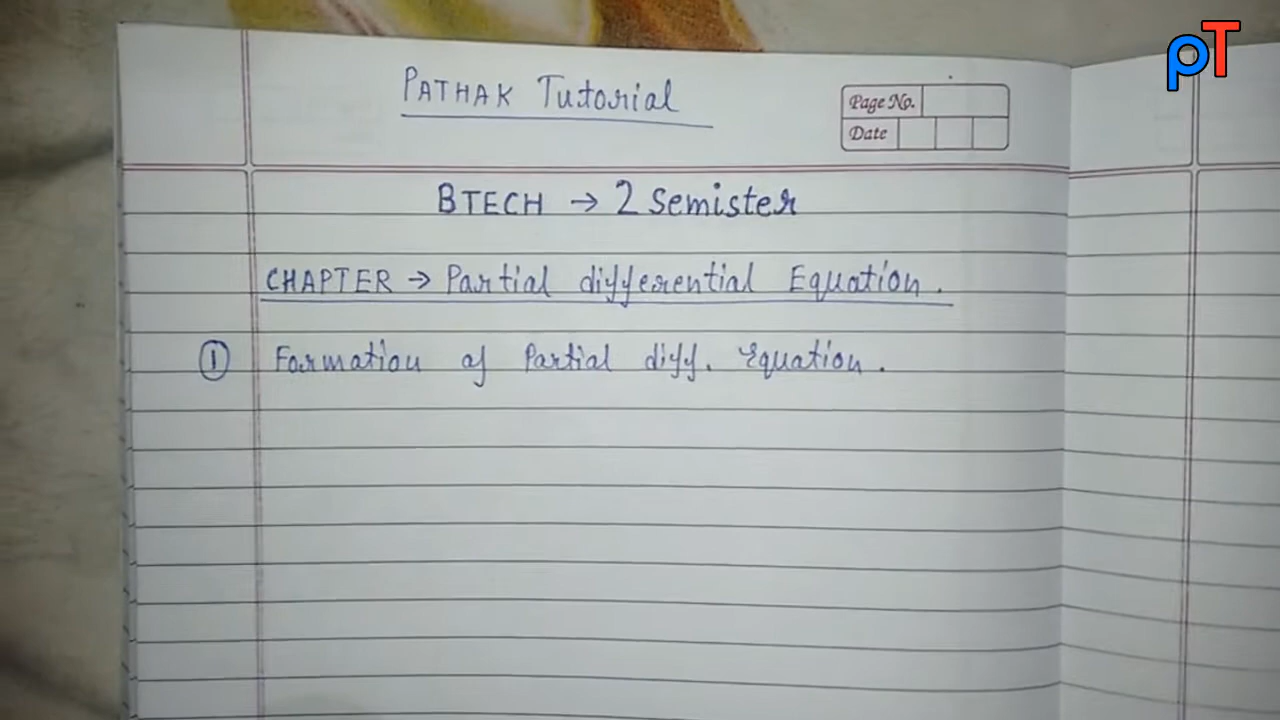 PATHAK Tutorial
pT
Page No.
Date
BTECH → 2 Semister
CHAPTER → Partial differential Equation.
① Formation of Partial diff. Equation.